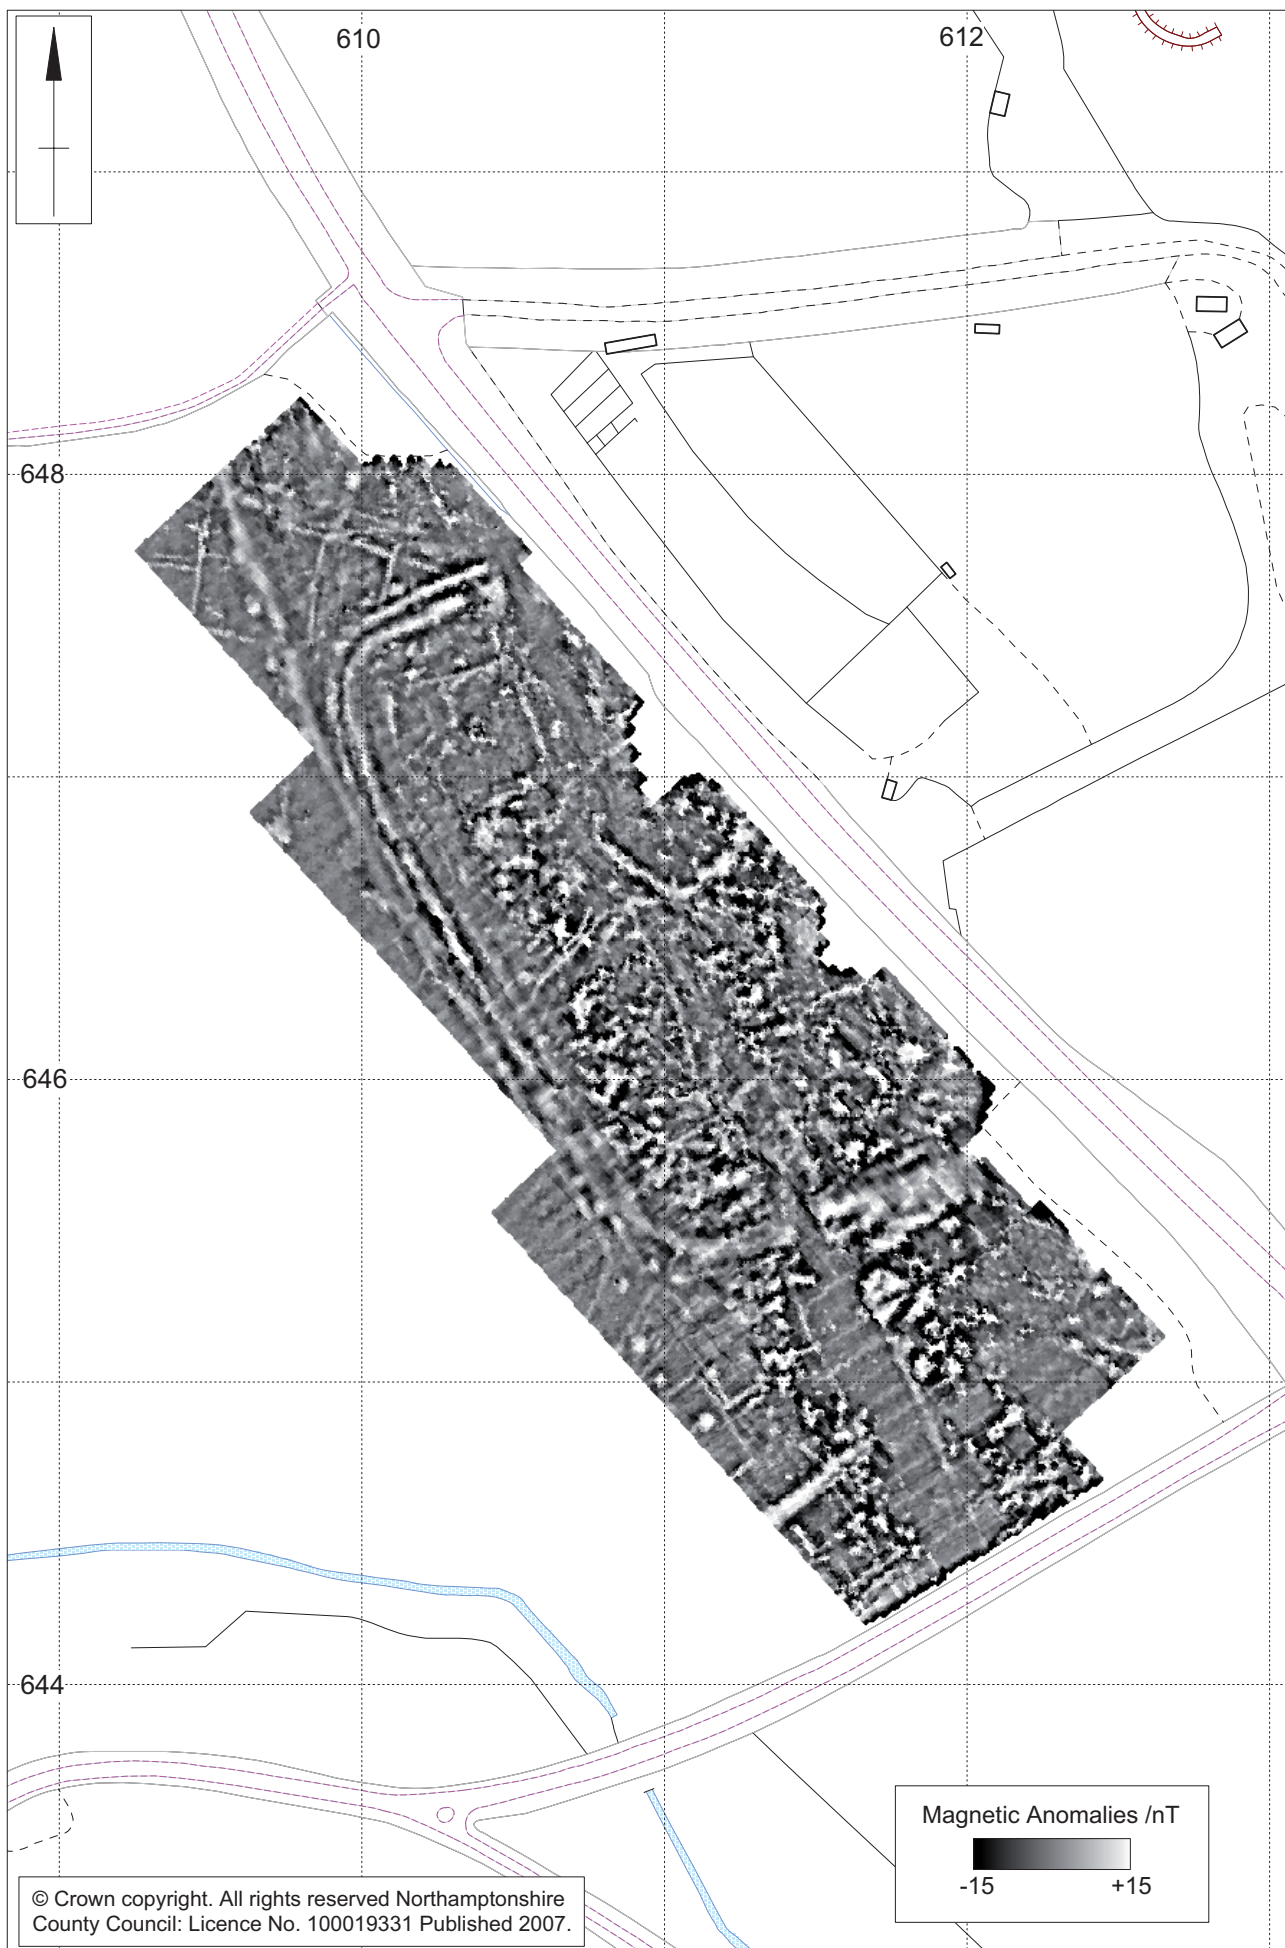 610
612
648
646
644
Magnetic Anomalies /nT
-15 +15
© Crown copyright. All rights reserved Northamptonshire
County Council: Licence No. 100019331 Published 2007.